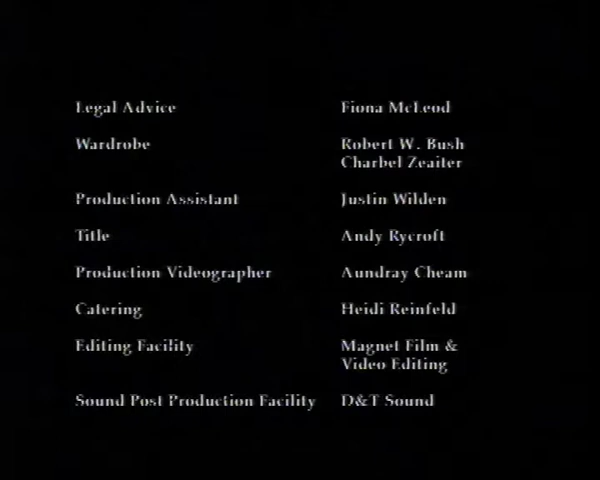 Legal Advice Fiona McLeod
Wardrobe Robert W. Bush
Charbel Zeaiter
Production Assistant Justin Wilden
Title Andy Rycroft
Production Videographer Aundray Cheam
Catering Heidi Reinfeld
Editing Facility Magnet Film &
Video Editing
Sound Post Production Facility D&T Sound